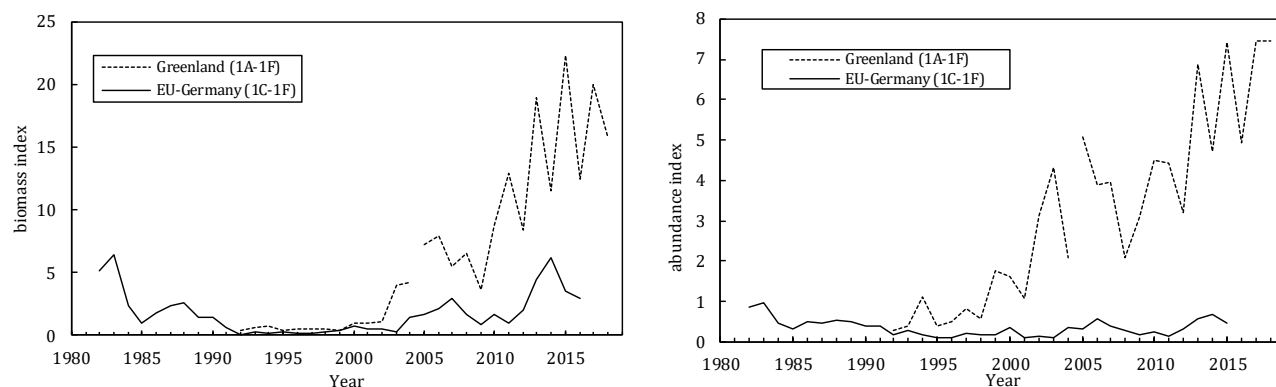 25
20
15
10
5
0
biomass index
Greenland (1A-1F)
EU-Germany (1C-1F)
1980 1985 1990 1995 2000 2005 2010 2015
Year
8
7
6
5
4
3
2
1
0
abundance index
Greenland (1A-1F)
EU-Germany (1C-1F)
1980 1985 1990 1995 2000 2005 2010 2015
Year